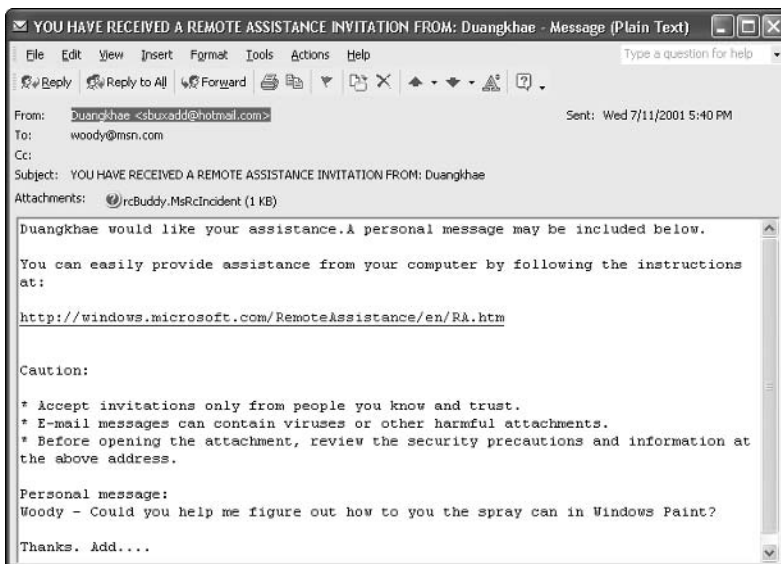 YOU HAVE RECEIVED A REMOTE ASSISTANCE INVITATION FROM: Duangkhae - Message (Plain Text)
File Edit View Insert Format Tools Actions Help Type a question for help
Reply Reply to All Forward
From: Duangkhae <sbuxadd@hotmail.com> Sent: Wed 7/11/2001 5:40 PM
To: woody@msn.com
Cc:
Subject: YOU HAVE RECEIVED A REMOTE ASSISTANCE INVITATION FROM: Duangkhae
Attachments: rcBuddy.MsRcIncident (1 KB)
Duangkhae would like your assistance.A personal message may be included below.
You can easily provide assistance from your computer by following the instructions
at:
http://windows.microsoft.com/RemoteAssistance/en/RA.htm
Caution:
* Accept invitations only from people you know and trust.
* E-mail messages can contain viruses or other harmful attachments.
* Before opening the attachment, review the security precautions and information at
the above address.
Personal message:
Woody - Could you help me figure out how to you the spray can in Windows Paint?
Thanks. Add....